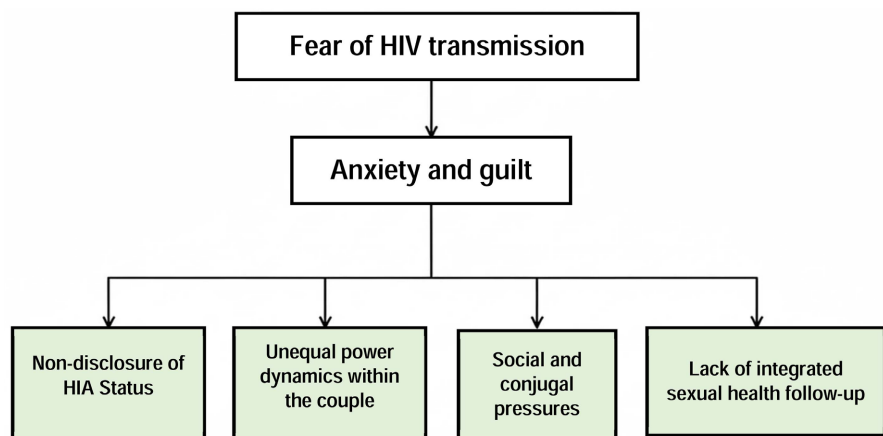 Fear of HIV transmission
Anxiety and guilt
Non-disclosure of
HIA Status
Unequal power
dynamics within
the couple
Social and
conjugal
pressures
Lack of integrated
sexual health follow-up